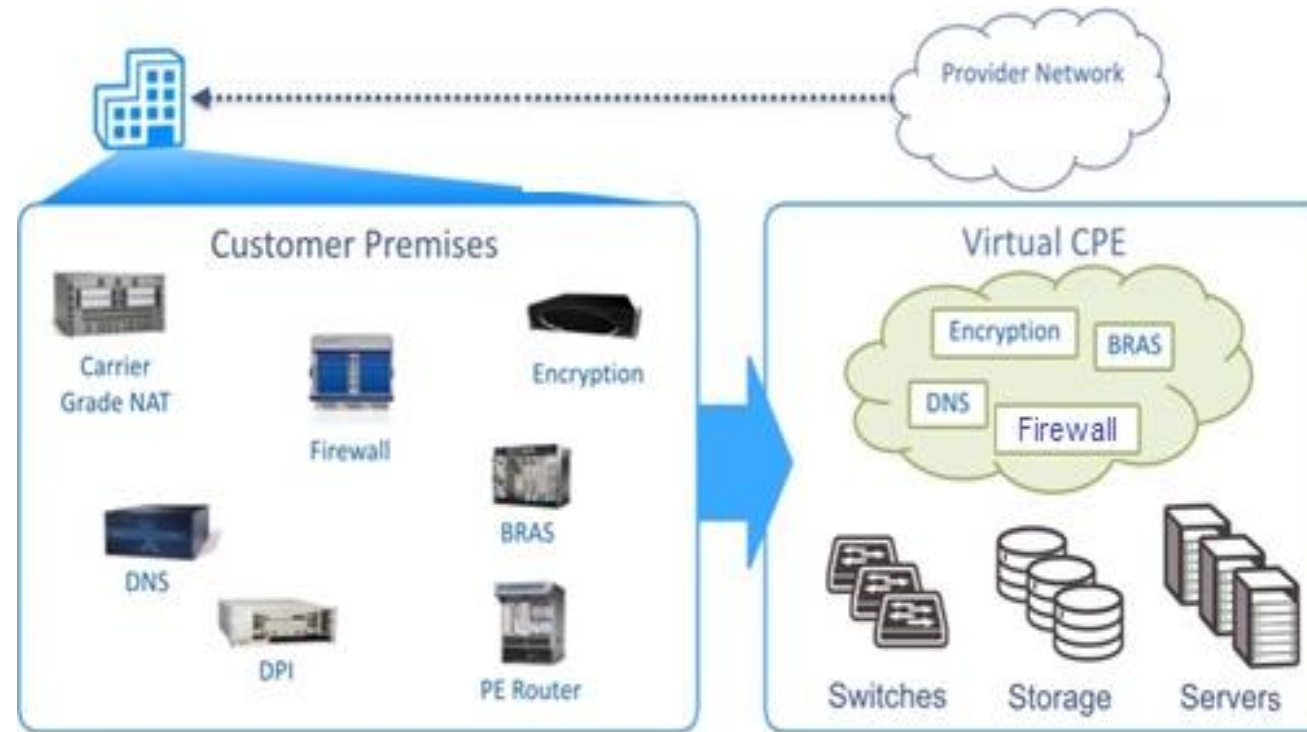 Provider Network
Customer Premises
Carrier
Grade NAT
Firewall
Encryption
BRAS
DNS
DPI
PE Router
Virtual CPE
Encryption
BRAS
DNS
Firewall
Switches
Storage
Servers